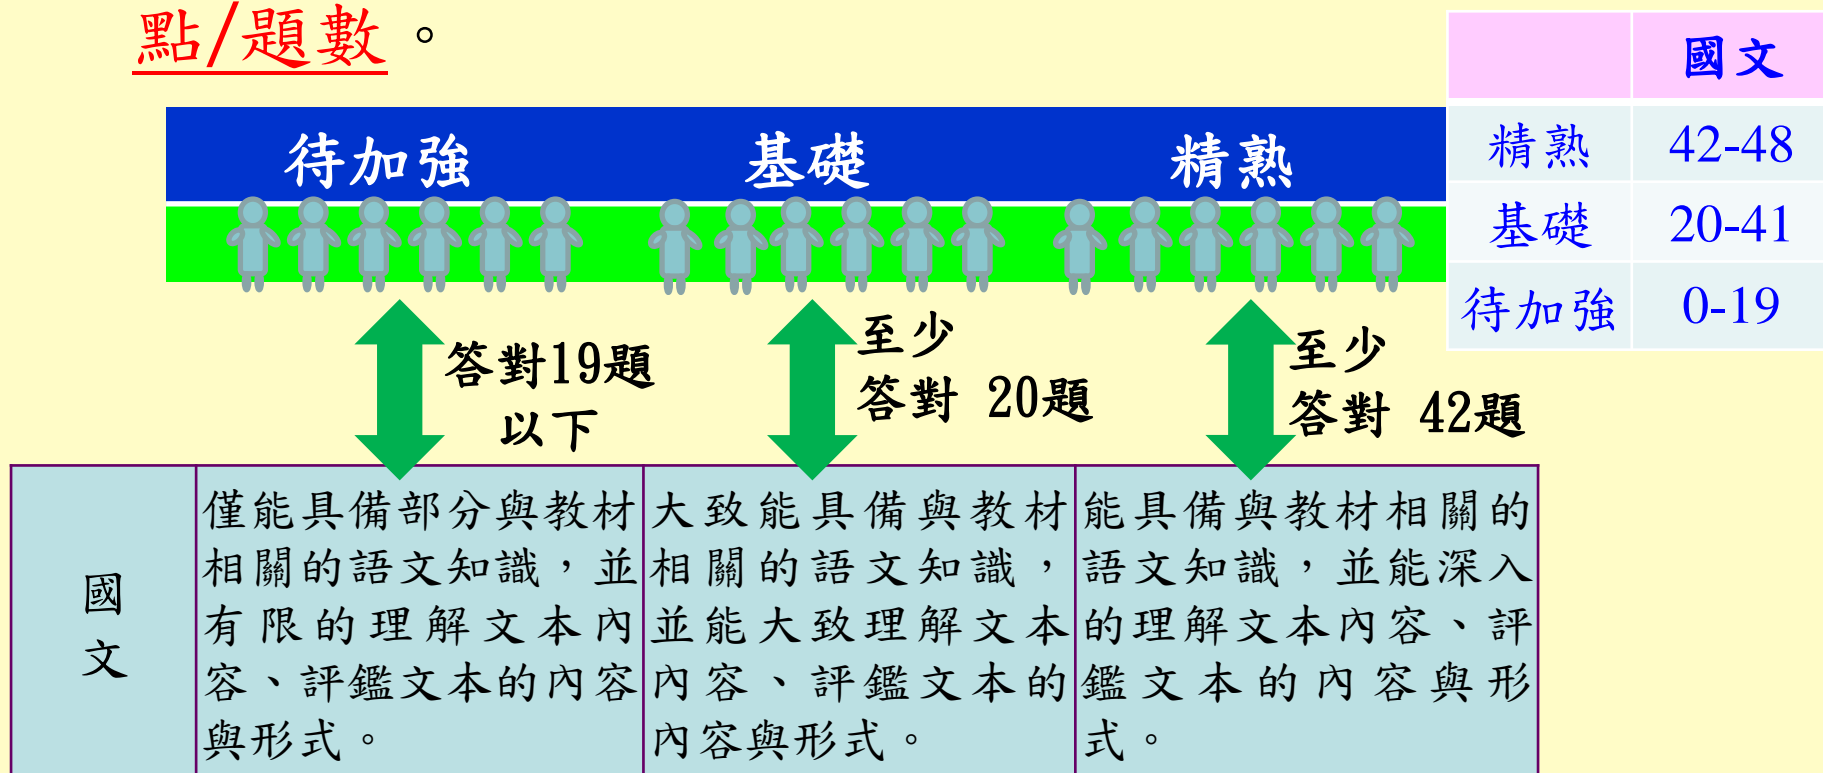 點/題數。
國文
精熟 42-48
基礎 20-41
待加強 0-19
待加強 基礎 精熟
答對19題
以下
至少
答對 20題
至少
答對 42題
國
文
僅能具備部分與教材
相關的語文知識，並
有限的理解文本內
容、評鑑文本的內容
與形式。
大致能具備與教材
相關的語文知識，
並能大致理解文本
內容、評鑑文本的
內容與形式。
能具備與教材相關的
語文知識，並能深入
的理解文本內容、評
鑑文本的內容與形
式。